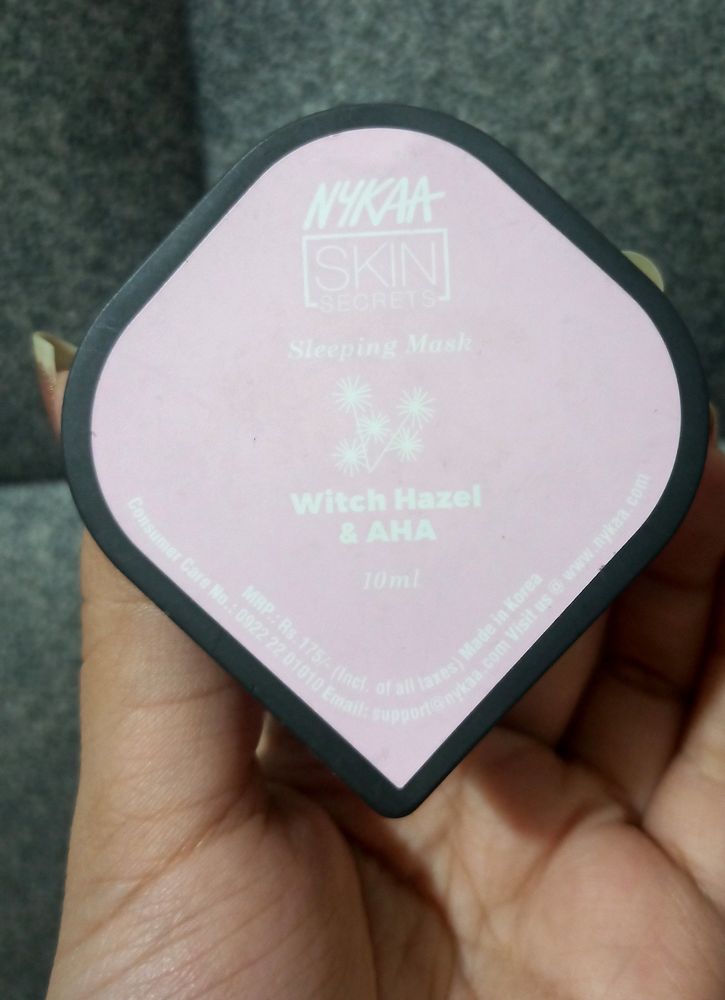 NYKAA
SKIN
SECRETS
Sleeping Mask
Witch Hazel
& AHA
10ml
MRP.: Rs. 175/- (Incl. of all taxes) Made in Korea
Consumer Care No.: 0922 22 01910 Email: support@nykaa.com Visit us @ www.nykaa.com